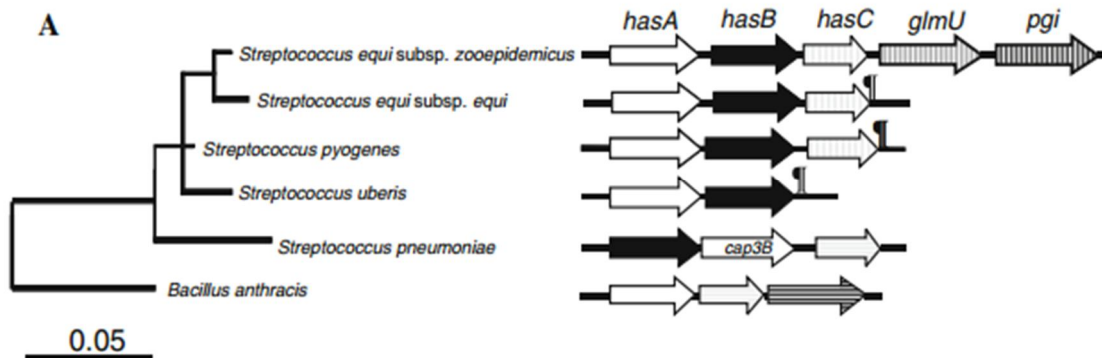 A
hasA hasB hasC glmU pgi
Streptococcus equi subsp. zooepidemicus
Streptococcus equi subsp. equi
¶
Streptococcus pyogenes
¶
Streptococcus uberis
¶
Streptococcus pneumoniae
cap3B
Bacillus anthracis
0.05